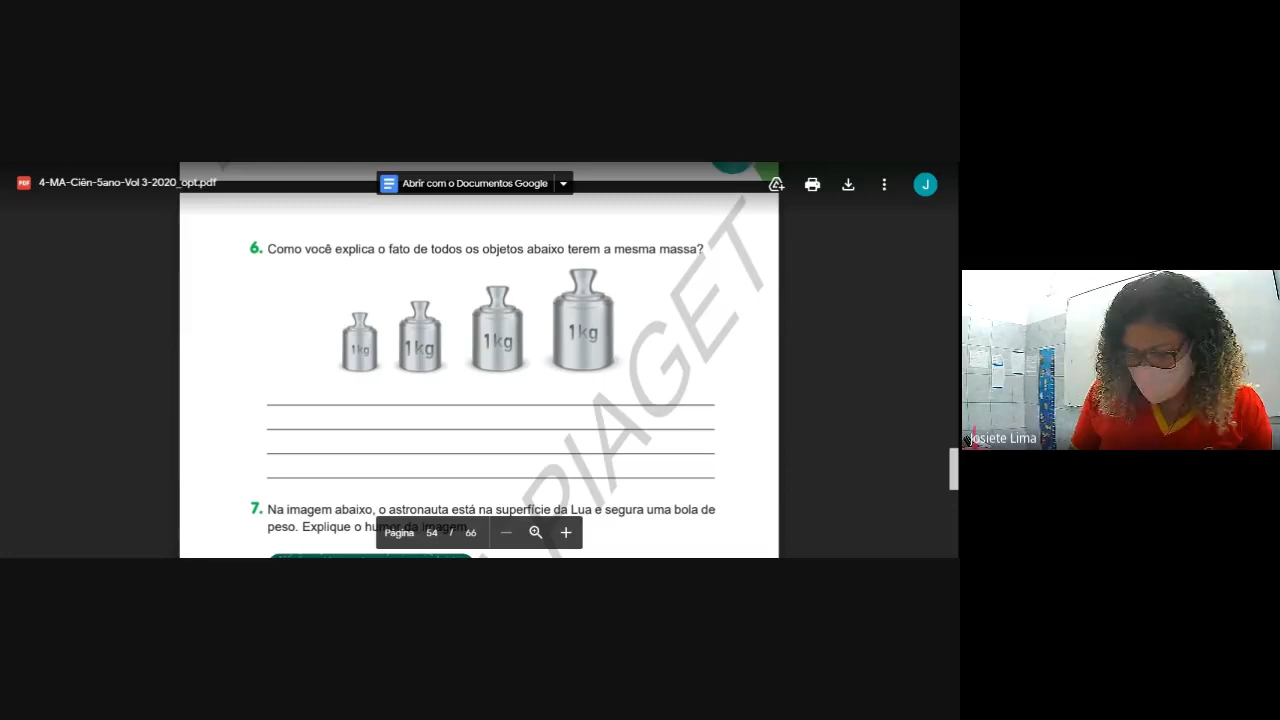 4-MA-Ciên-5ano-Vol 3-2020_opt.pdf
Abrir com o Documentos Google
J
6. Como você explica o fato de todos os objetos abaixo terem a mesma massa?
1kg 1kg 1kg 1kg
PIAGET
7. Na imagem abaixo, o astronauta está na superfície da Lua e segura uma bola de
peso. Explique o humor da imagem.
Página 54 / 66
Josiete Lima